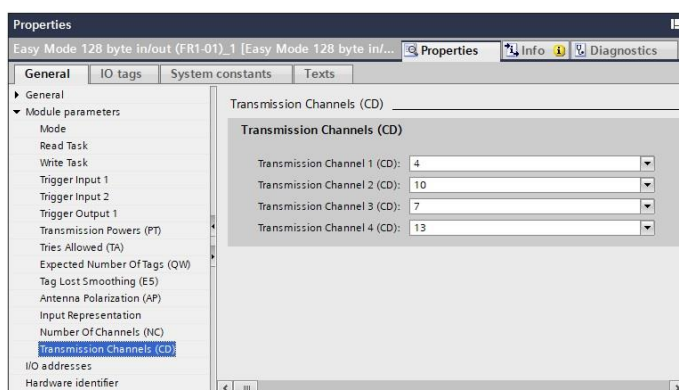 Properties
Easy Mode 128 byte in/out (FR1-01)_1 [Easy Mode 128 byte in/...
Properties
Info
Diagnostics
General
IO tags
System constants
Texts
General
Module parameters
Mode
Read Task
Write Task
Trigger Input 1
Trigger Input 2
Trigger Output 1
Transmission Powers (PT)
Tries Allowed (TA)
Expected Number Of Tags (QW)
Tag Lost Smoothing (E5)
Antenna Polarization (AP)
Input Representation
Number Of Channels (NC)
Transmission Channels (CD)
I/O addresses
Hardware identifier
Transmission Channels (CD)
Transmission Channels (CD)
Transmission Channel 1 (CD): 4
Transmission Channel 2 (CD): 10
Transmission Channel 3 (CD): 7
Transmission Channel 4 (CD): 13